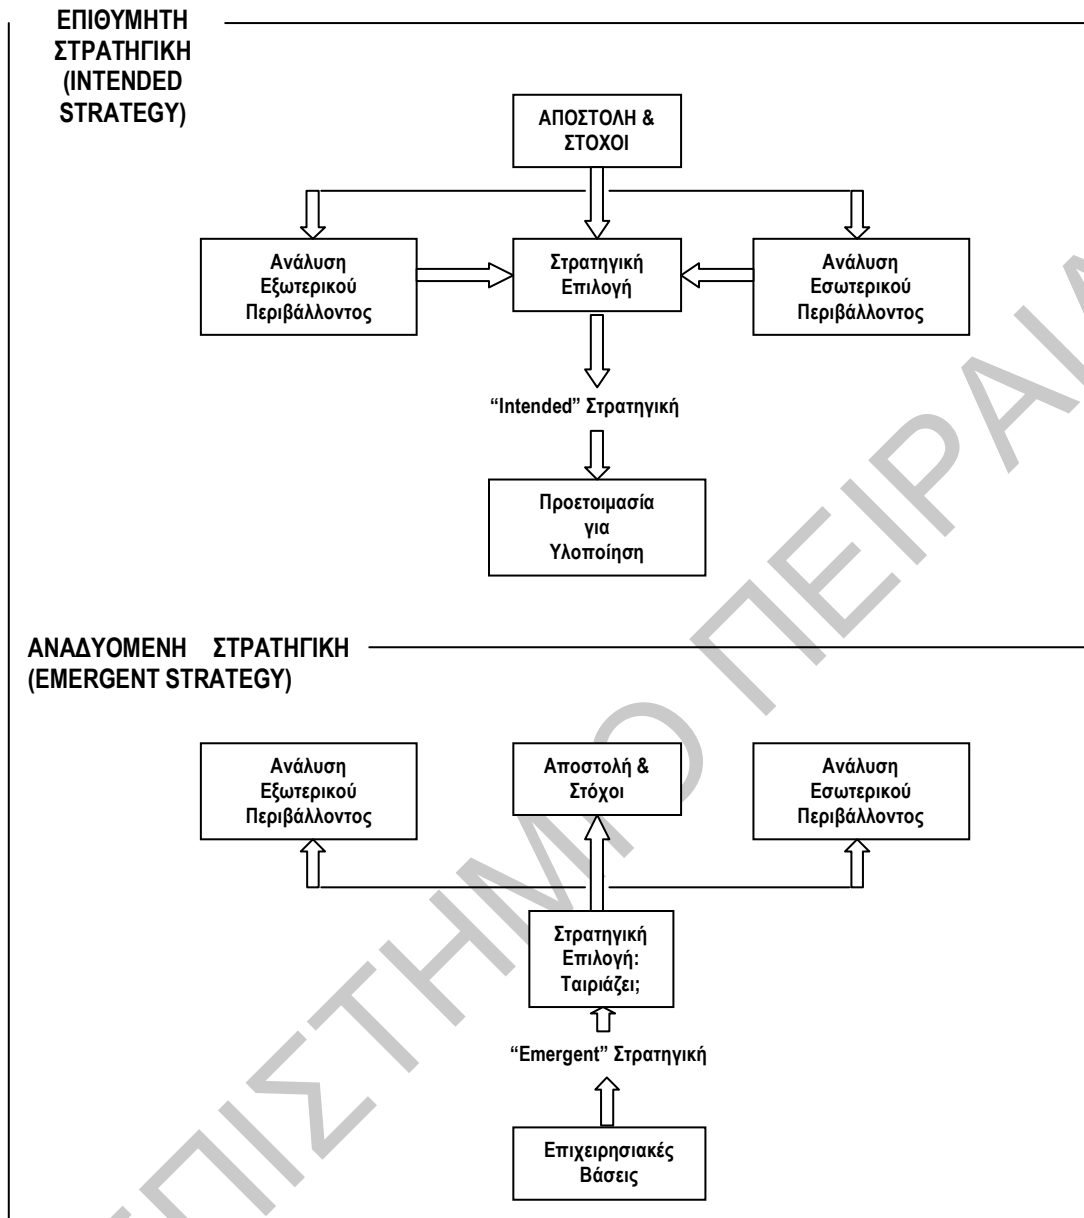 ΕΠΙΘΥΜΗΤΗ
ΣΤΡΑΤΗΓΙΚΗ
(INTENDED
STRATEGY)
ΑΠΟΣΤΟΛΗ &
ΣΤΟΧΟΙ
Ανάλυση
Εξωτερικού
Περιβάλλοντος
Στρατηγική
Επιλογή
Ανάλυση
Εσωτερικού
Περιβάλλοντος
“Intended” Στρατηγική
Προετοιμασία
για
Υλοποίηση
ΑΝΑΔΥΟΜΕΝΗ ΣΤΡΑΤΗΓΙΚΗ
(EMERGENT STRATEGY)
Ανάλυση
Εξωτερικού
Περιβάλλοντος
Αποστολή &
Στόχοι
Ανάλυση
Εσωτερικού
Περιβάλλοντος
Στρατηγική
Επιλογή:
Ταιριάζει;
“Emergent” Στρατηγική
Επιχειρησιακές
Βάσεις